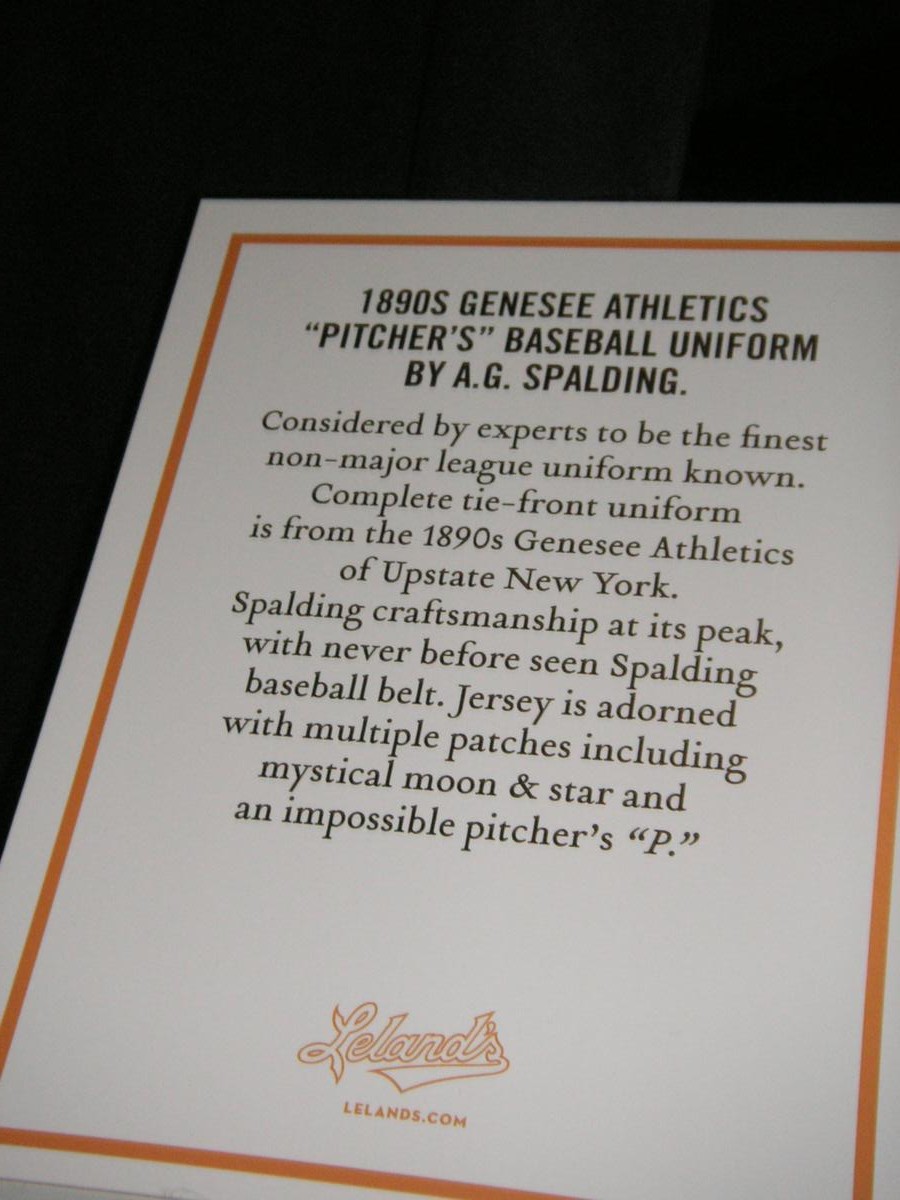 1890S GENESEE ATHLETICS
“PITCHER’S” BASEBALL UNIFORM
BY A.G. SPALDING.
Considered by experts to be the finest
non-major league uniform known.
Complete tie-front uniform
is from the 1890s Genesee Athletics
of Upstate New York.
Spalding craftsmanship at its peak,
with never before seen Spalding
baseball belt. Jersey is adorned
with multiple patches including
mystical moon & star and
an impossible pitcher’s “P.”
Leland’s
LELANDS.COM